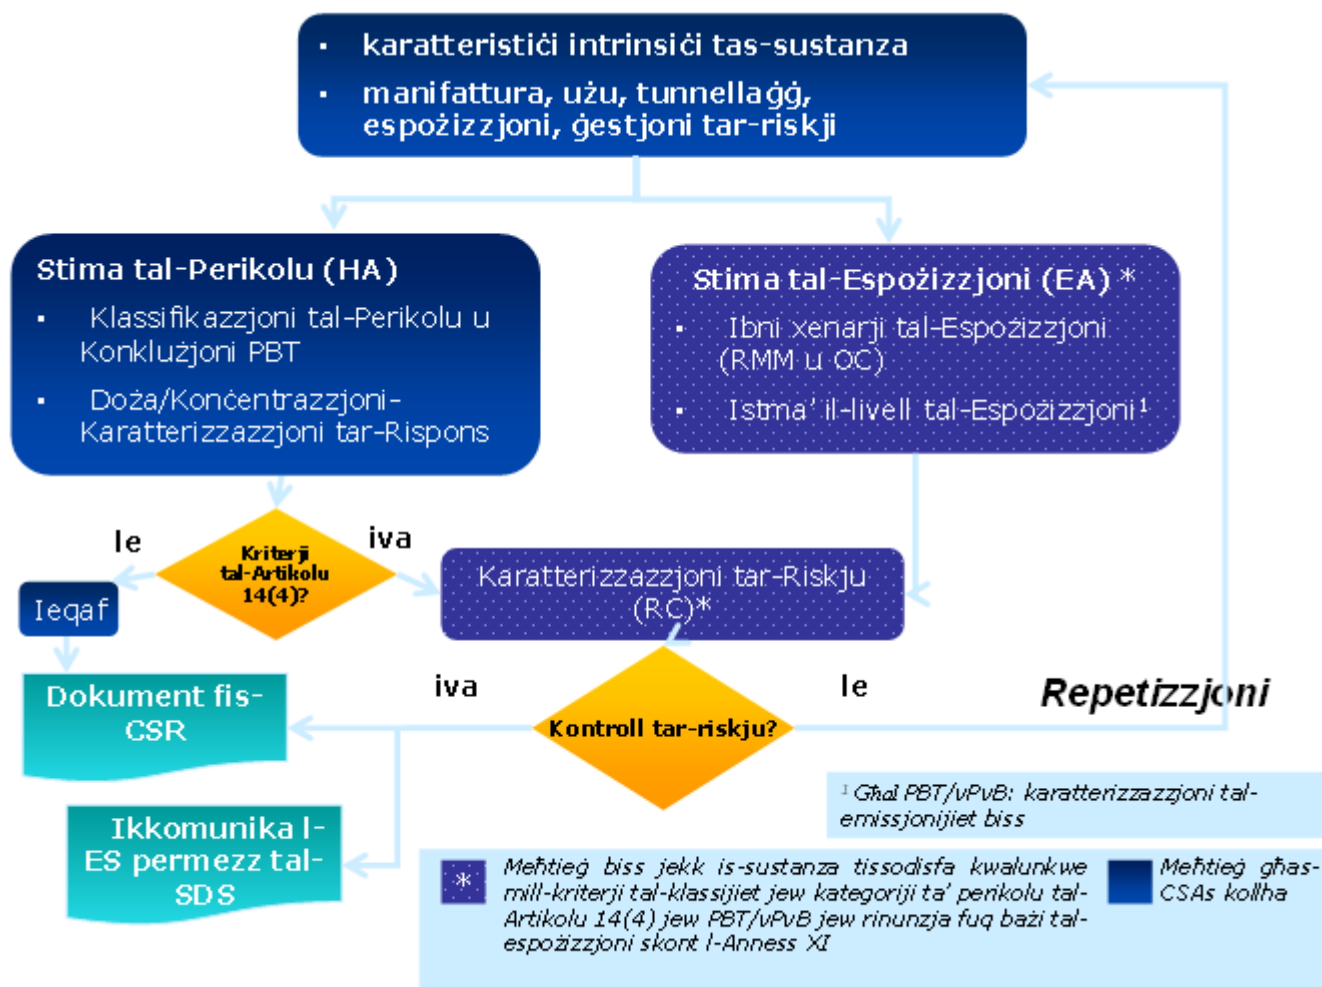 ▪ karatteristiċi intrinsiċi tas-sustanza
▪ manifattura, użu, tunnellaġġ,
espożizzjoni, ġestjoni tar-riskji
Stima tal-Perikolu (HA)
▪ Klassifikazzjoni tal-Perikolu u
Konklużjoni PBT
▪ Doża/Konċentrazzjoni-
Karatterizzazzjoni tar-Rispons
Stima tal-Espożizzjoni (EA) *
▪ Ibni xenarji tal-Espożizzjoni
(RMM u OC)
▪ Istma’ il-livell tal-Espożizzjoni¹
le
Kriterji
tal-Artikolu
14(4)?
iva
Ieqaf
Karatterizzazzjoni tar-Riskju
(RC)*
Dokument fis-
CSR
iva
Kontroll tar-riskju?
le
Repetizzjoni
Ikkomunika l-
ES permezz tal-
SDS
¹ Għal PBT/vPvB: karatterizzazzjoni tal-
emissjonijiet biss
* Meħtieġ biss jekk is-sustanza tissodisfa kwalunkwe
mill-kriterji tal-klassijiet jew kategoriji ta’ perikolu tal-
Artikolu 14(4) jew PBT/vPvB jew rinunzja fuq bażi tal-
espożizzjoni skont l-Anness XI
Meħtieġ għas-
CSAs kollha